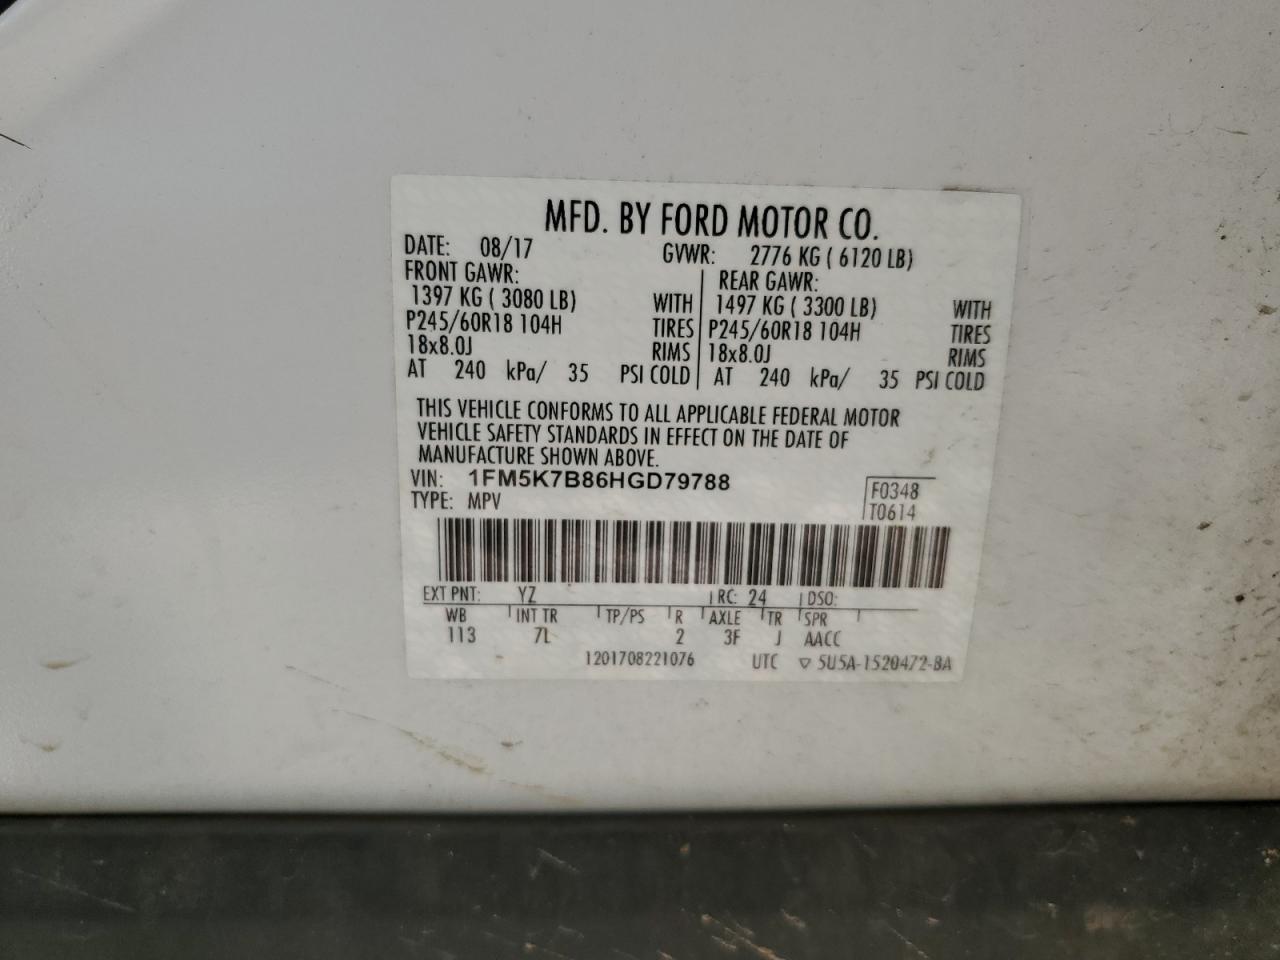 MFD. BY FORD MOTOR CO.
DATE: 08/17 GVWR: 2776 KG ( 6120 LB)
FRONT GAWR: REAR GAWR:
1397 KG ( 3080 LB) WITH 1497 KG ( 3300 LB) WITH
P245/60R18 104H TIRES P245/60R18 104H TIRES
18x8.0J RIMS 18x8.0J RIMS
AT 240 kPa/ 35 PSI COLD AT 240 kPa/ 35 PSI COLD
THIS VEHICLE CONFORMS TO ALL APPLICABLE FEDERAL MOTOR
VEHICLE SAFETY STANDARDS IN EFFECT ON THE DATE OF
MANUFACTURE SHOWN ABOVE.
VIN: 1FM5K7B86HGD79788 F0348
TYPE: MPV T0614
EXT PNT: YZ RC: 24 DSO:
WB INT TR TP/PS R AXLE TR SPR
113 7L 2 3F J AACC
1201708221076 UTC ▽ 5U5A-1520472-BA